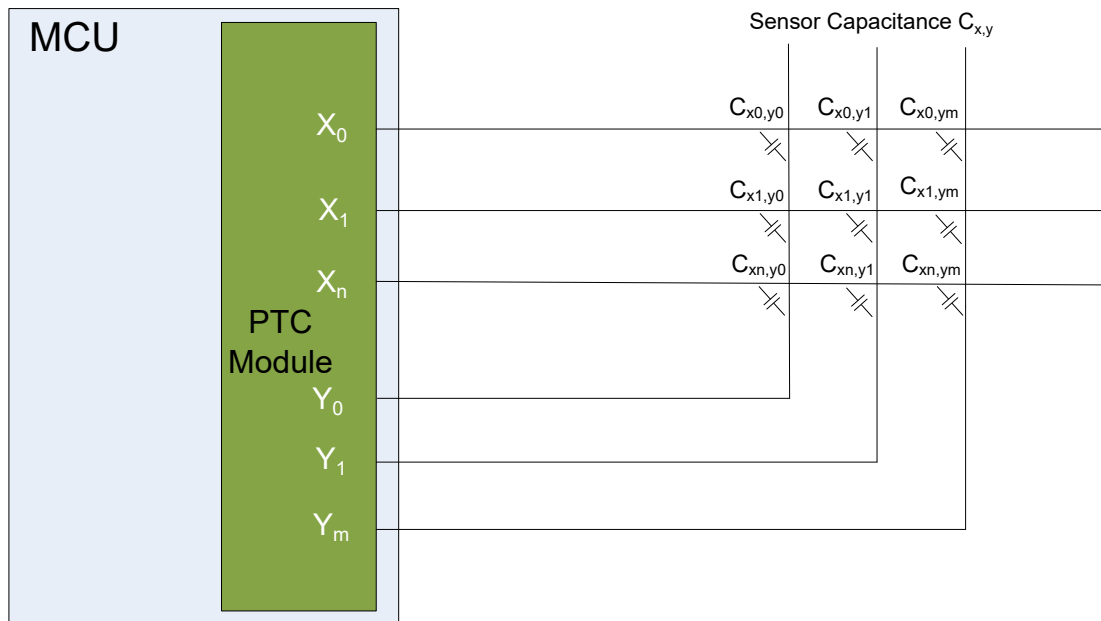 MCU
Sensor Capacitance Cx,y
X0
Cx0,y0 Cx0,y1 Cx0,ym
X1
Cx1,y0 Cx1,y1 Cx1,ym
Xn
Cxn,y0 Cxn,y1 Cxn,ym
PTC
Module
Y0
Y1
Ym